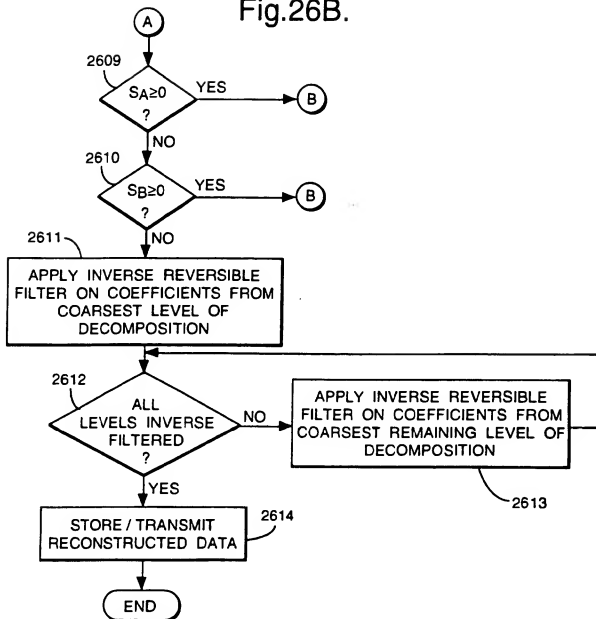 Fig.26B.
A
2609
SA≥0
?
YES
B
NO
2610
SB≥0
?
YES
B
NO
2611
APPLY INVERSE REVERSIBLE
FILTER ON COEFFICIENTS FROM
COARSEST LEVEL OF
DECOMPOSITION
2612
ALL
LEVELS INVERSE
FILTERED
?
NO
APPLY INVERSE REVERSIBLE
FILTER ON COEFFICIENTS FROM
COARSEST REMAINING LEVEL OF
DECOMPOSITION
2613
YES
STORE / TRANSMIT
RECONSTRUCTED DATA
2614
END